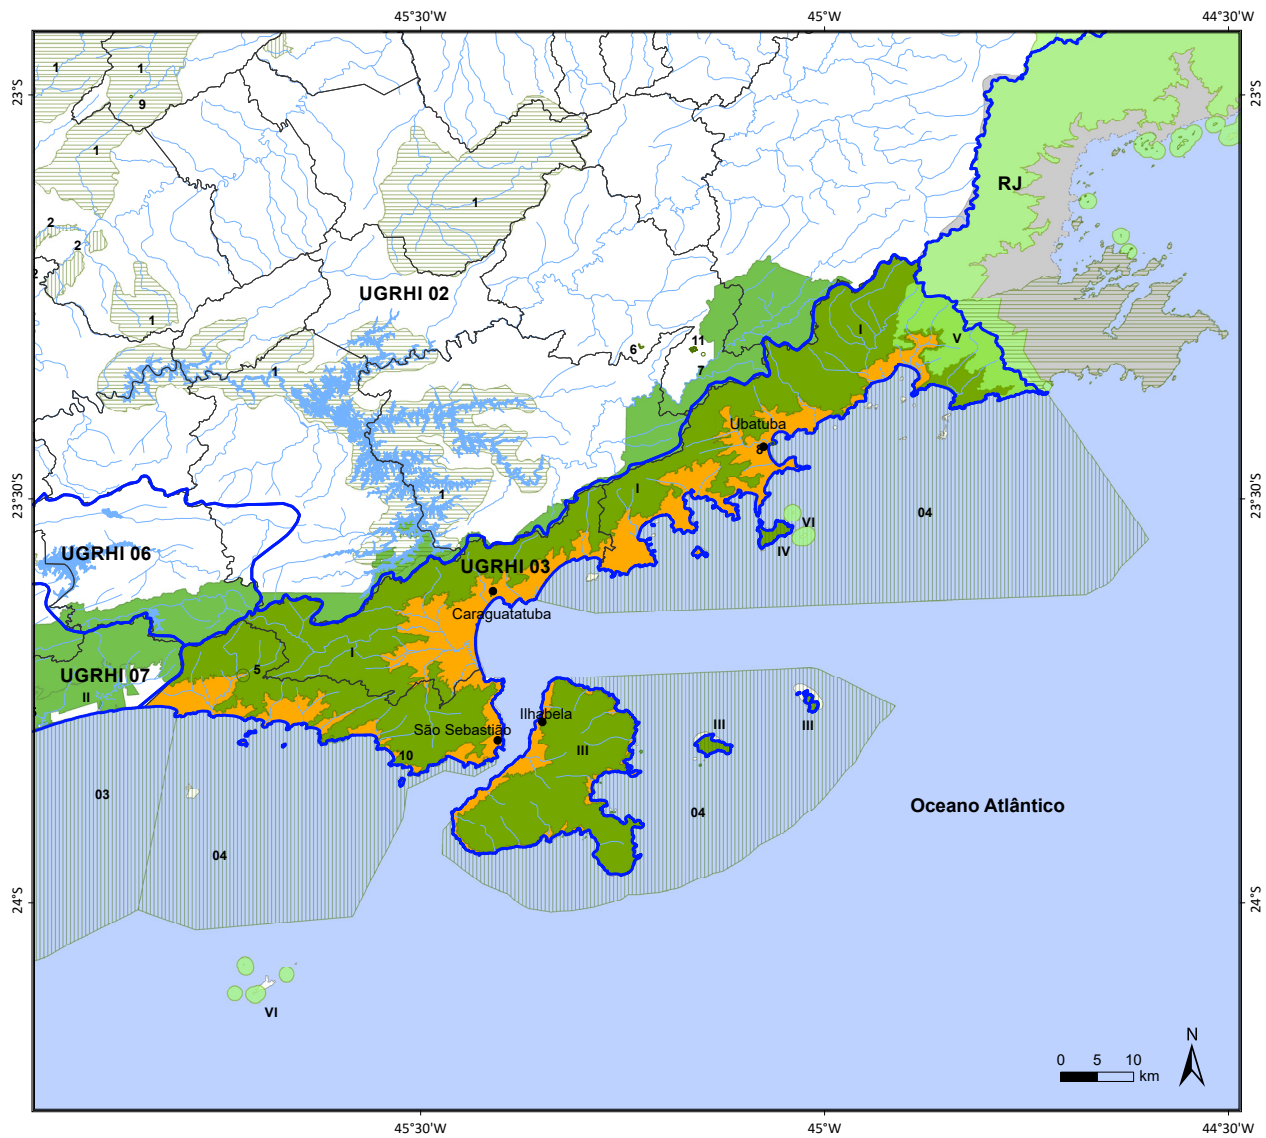 45°30'W
45°W
44°30'W
23°S
23°S
1
1
9
1
RJ
1
2
2
2
UGRHI 02
1
I
11
6
V
7
1
Ubatuba
8
1
I
23°30'S
23°30'S
04
VI
IV
UGRHI 06
UGRHI 03
Caraguatatuba
I
5
UGRHI 07
II
Ilhabela
III
III
São Sebastião
III
10
03
04
Oceano Atlântico
04
24°S
24°S
VI
N
0 5 10
km
45°30'W
45°W
44°30'W